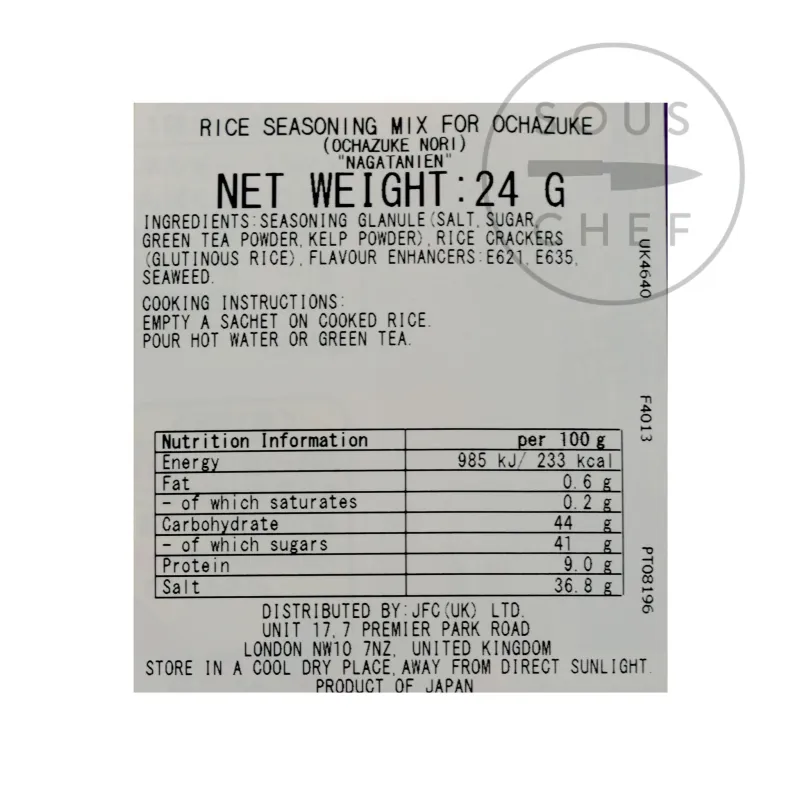 SOUS
CHEF
RICE SEASONING MIX FOR OCHAZUKE
(OCHAZUKE NORI)
"NAGATANIEN"
NET WEIGHT:24 G
INGREDIENTS:SEASONING GLANULE(SALT, SUGAR,
GREEN TEA POWDER, KELP POWDER), RICE CRACKERS
(GLUTINOUS RICE), FLAVOUR ENHANCERS:E621, E635,
SEAWEED.
COOKING INSTRUCTIONS:
EMPTY A SACHET ON COOKED RICE.
POUR HOT WATER OR GREEN TEA.
Nutrition Information per 100 g
Energy 985 kJ/ 233 kcal
Fat 0.6 g
- of which saturates 0.2 g
Carbohydrate 44 g
- of which sugars 41 g
Protein 9.0 g
Salt 36.8 g
DISTRIBUTED BY:JFC(UK) LTD.
UNIT 17, 7 PREMIER PARK ROAD
LONDON NW10 7NZ, UNITED KINGDOM
STORE IN A COOL DRY PLACE, AWAY FROM DIRECT SUNLIGHT.
PRODUCT OF JAPAN
UK4640
F4013
PT08196